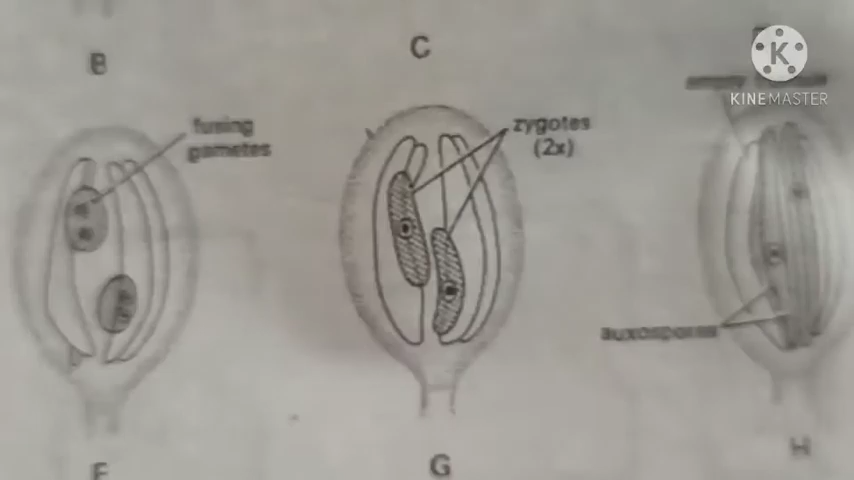 B
C
K
KINEMASTER
fusing
gametes
zygotes
(2x)
auxospores
F
G
H